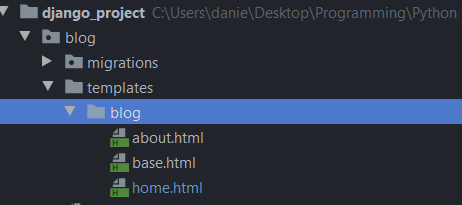 django_project C:\Users\danie\Desktop\Programming\Python
blog
migrations
templates
blog
about.html
base.html
home.html